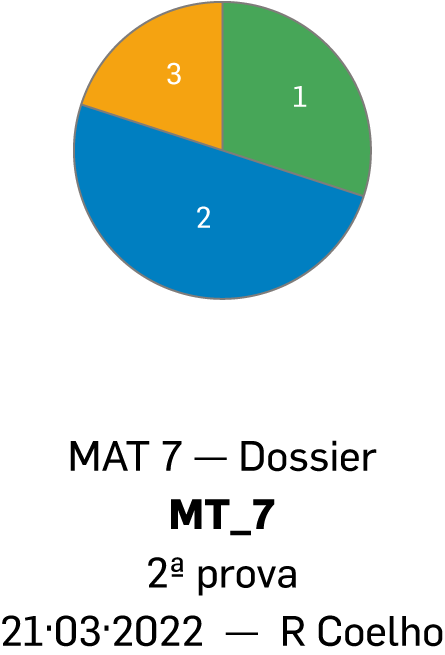 3
1
2
MAT 7 — Dossier
MT_7
2ª prova
21·03·2022 — R Coelho